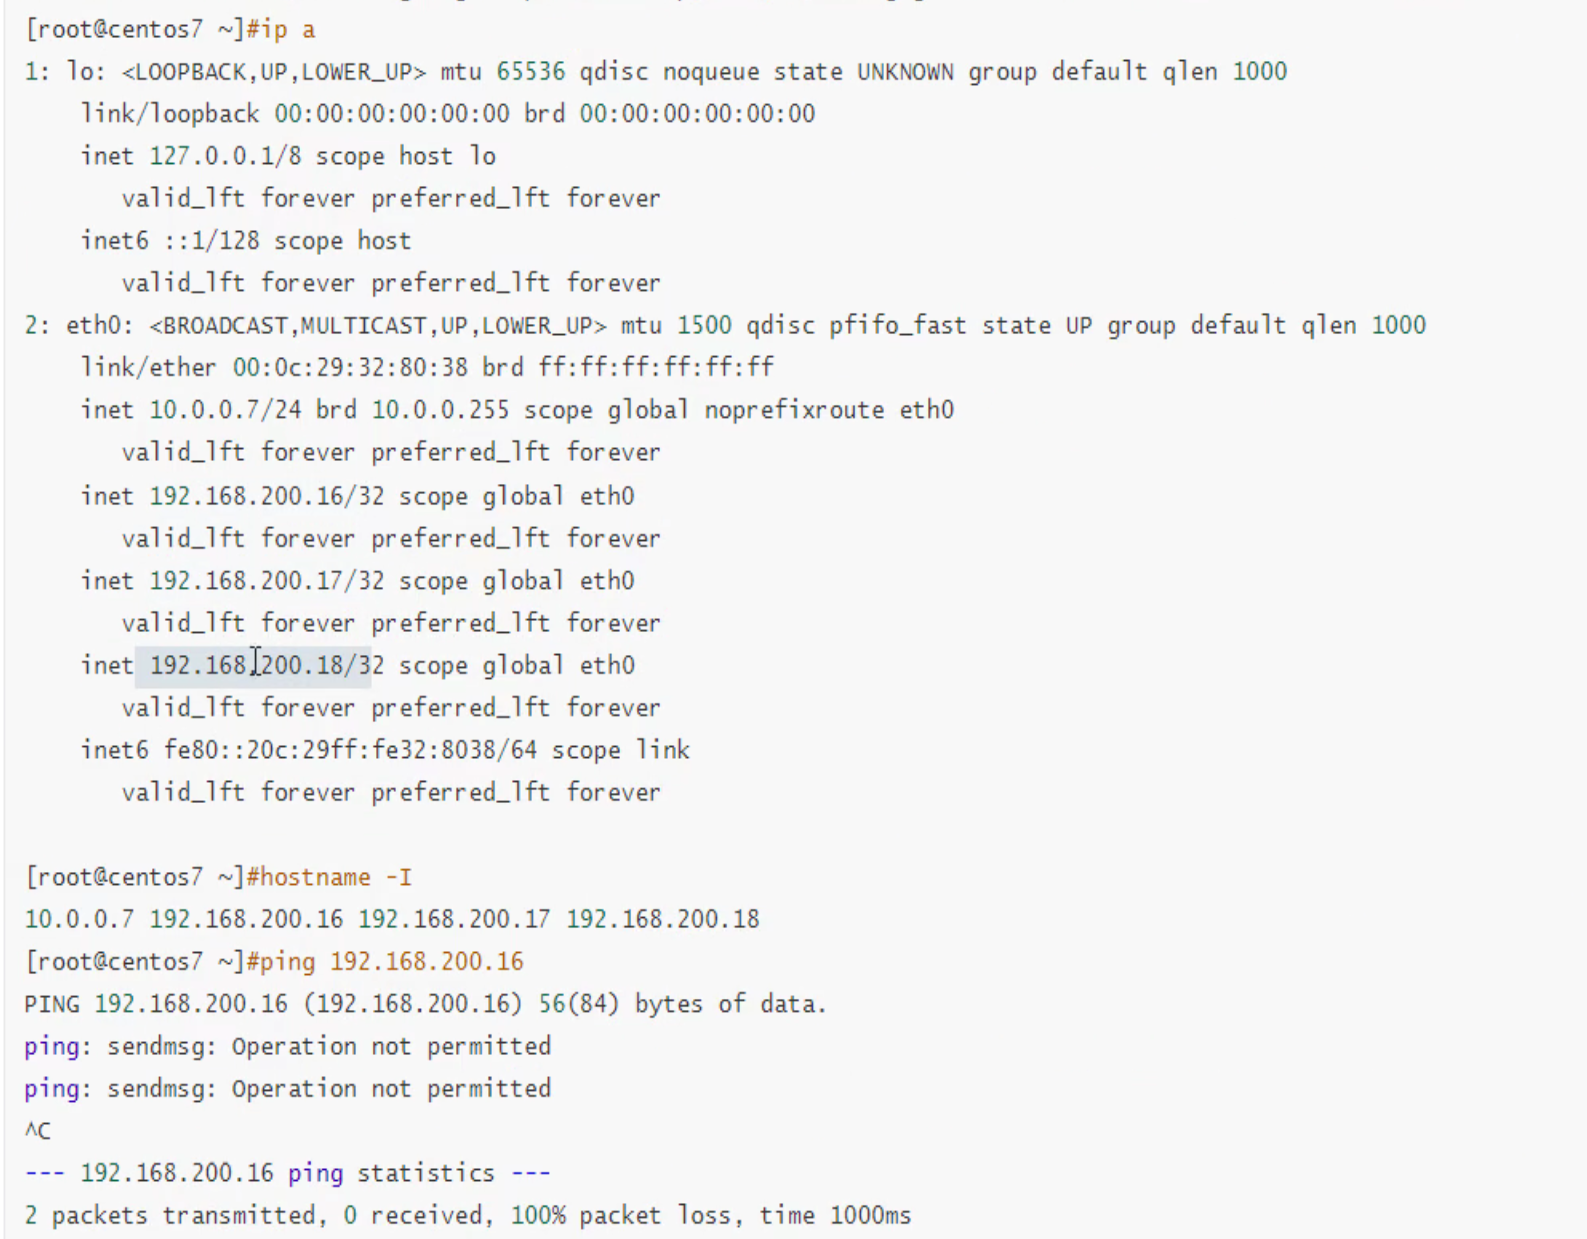 [root@centos7 ~]#ip a
1: lo: <LOOPBACK,UP,LOWER_UP> mtu 65536 qdisc noqueue state UNKNOWN group default qlen 1000
    link/loopback 00:00:00:00:00:00 brd 00:00:00:00:00:00
    inet 127.0.0.1/8 scope host lo
       valid_lft forever preferred_lft forever
    inet6 ::1/128 scope host
       valid_lft forever preferred_lft forever
2: eth0: <BROADCAST,MULTICAST,UP,LOWER_UP> mtu 1500 qdisc pfifo_fast state UP group default qlen 1000
    link/ether 00:0c:29:32:80:38 brd ff:ff:ff:ff:ff:ff
    inet 10.0.0.7/24 brd 10.0.0.255 scope global noprefixroute eth0
       valid_lft forever preferred_lft forever
    inet 192.168.200.16/32 scope global eth0
       valid_lft forever preferred_lft forever
    inet 192.168.200.17/32 scope global eth0
       valid_lft forever preferred_lft forever
    inet 192.168.200.18/32 scope global eth0
       valid_lft forever preferred_lft forever
    inet6 fe80::20c:29ff:fe32:8038/64 scope link
       valid_lft forever preferred_lft forever

[root@centos7 ~]#hostname -I
10.0.0.7 192.168.200.16 192.168.200.17 192.168.200.18
[root@centos7 ~]#ping 192.168.200.16
PING 192.168.200.16 (192.168.200.16) 56(84) bytes of data.
ping: sendmsg: Operation not permitted
ping: sendmsg: Operation not permitted
^C
--- 192.168.200.16 ping statistics ---
2 packets transmitted, 0 received, 100% packet loss, time 1000ms